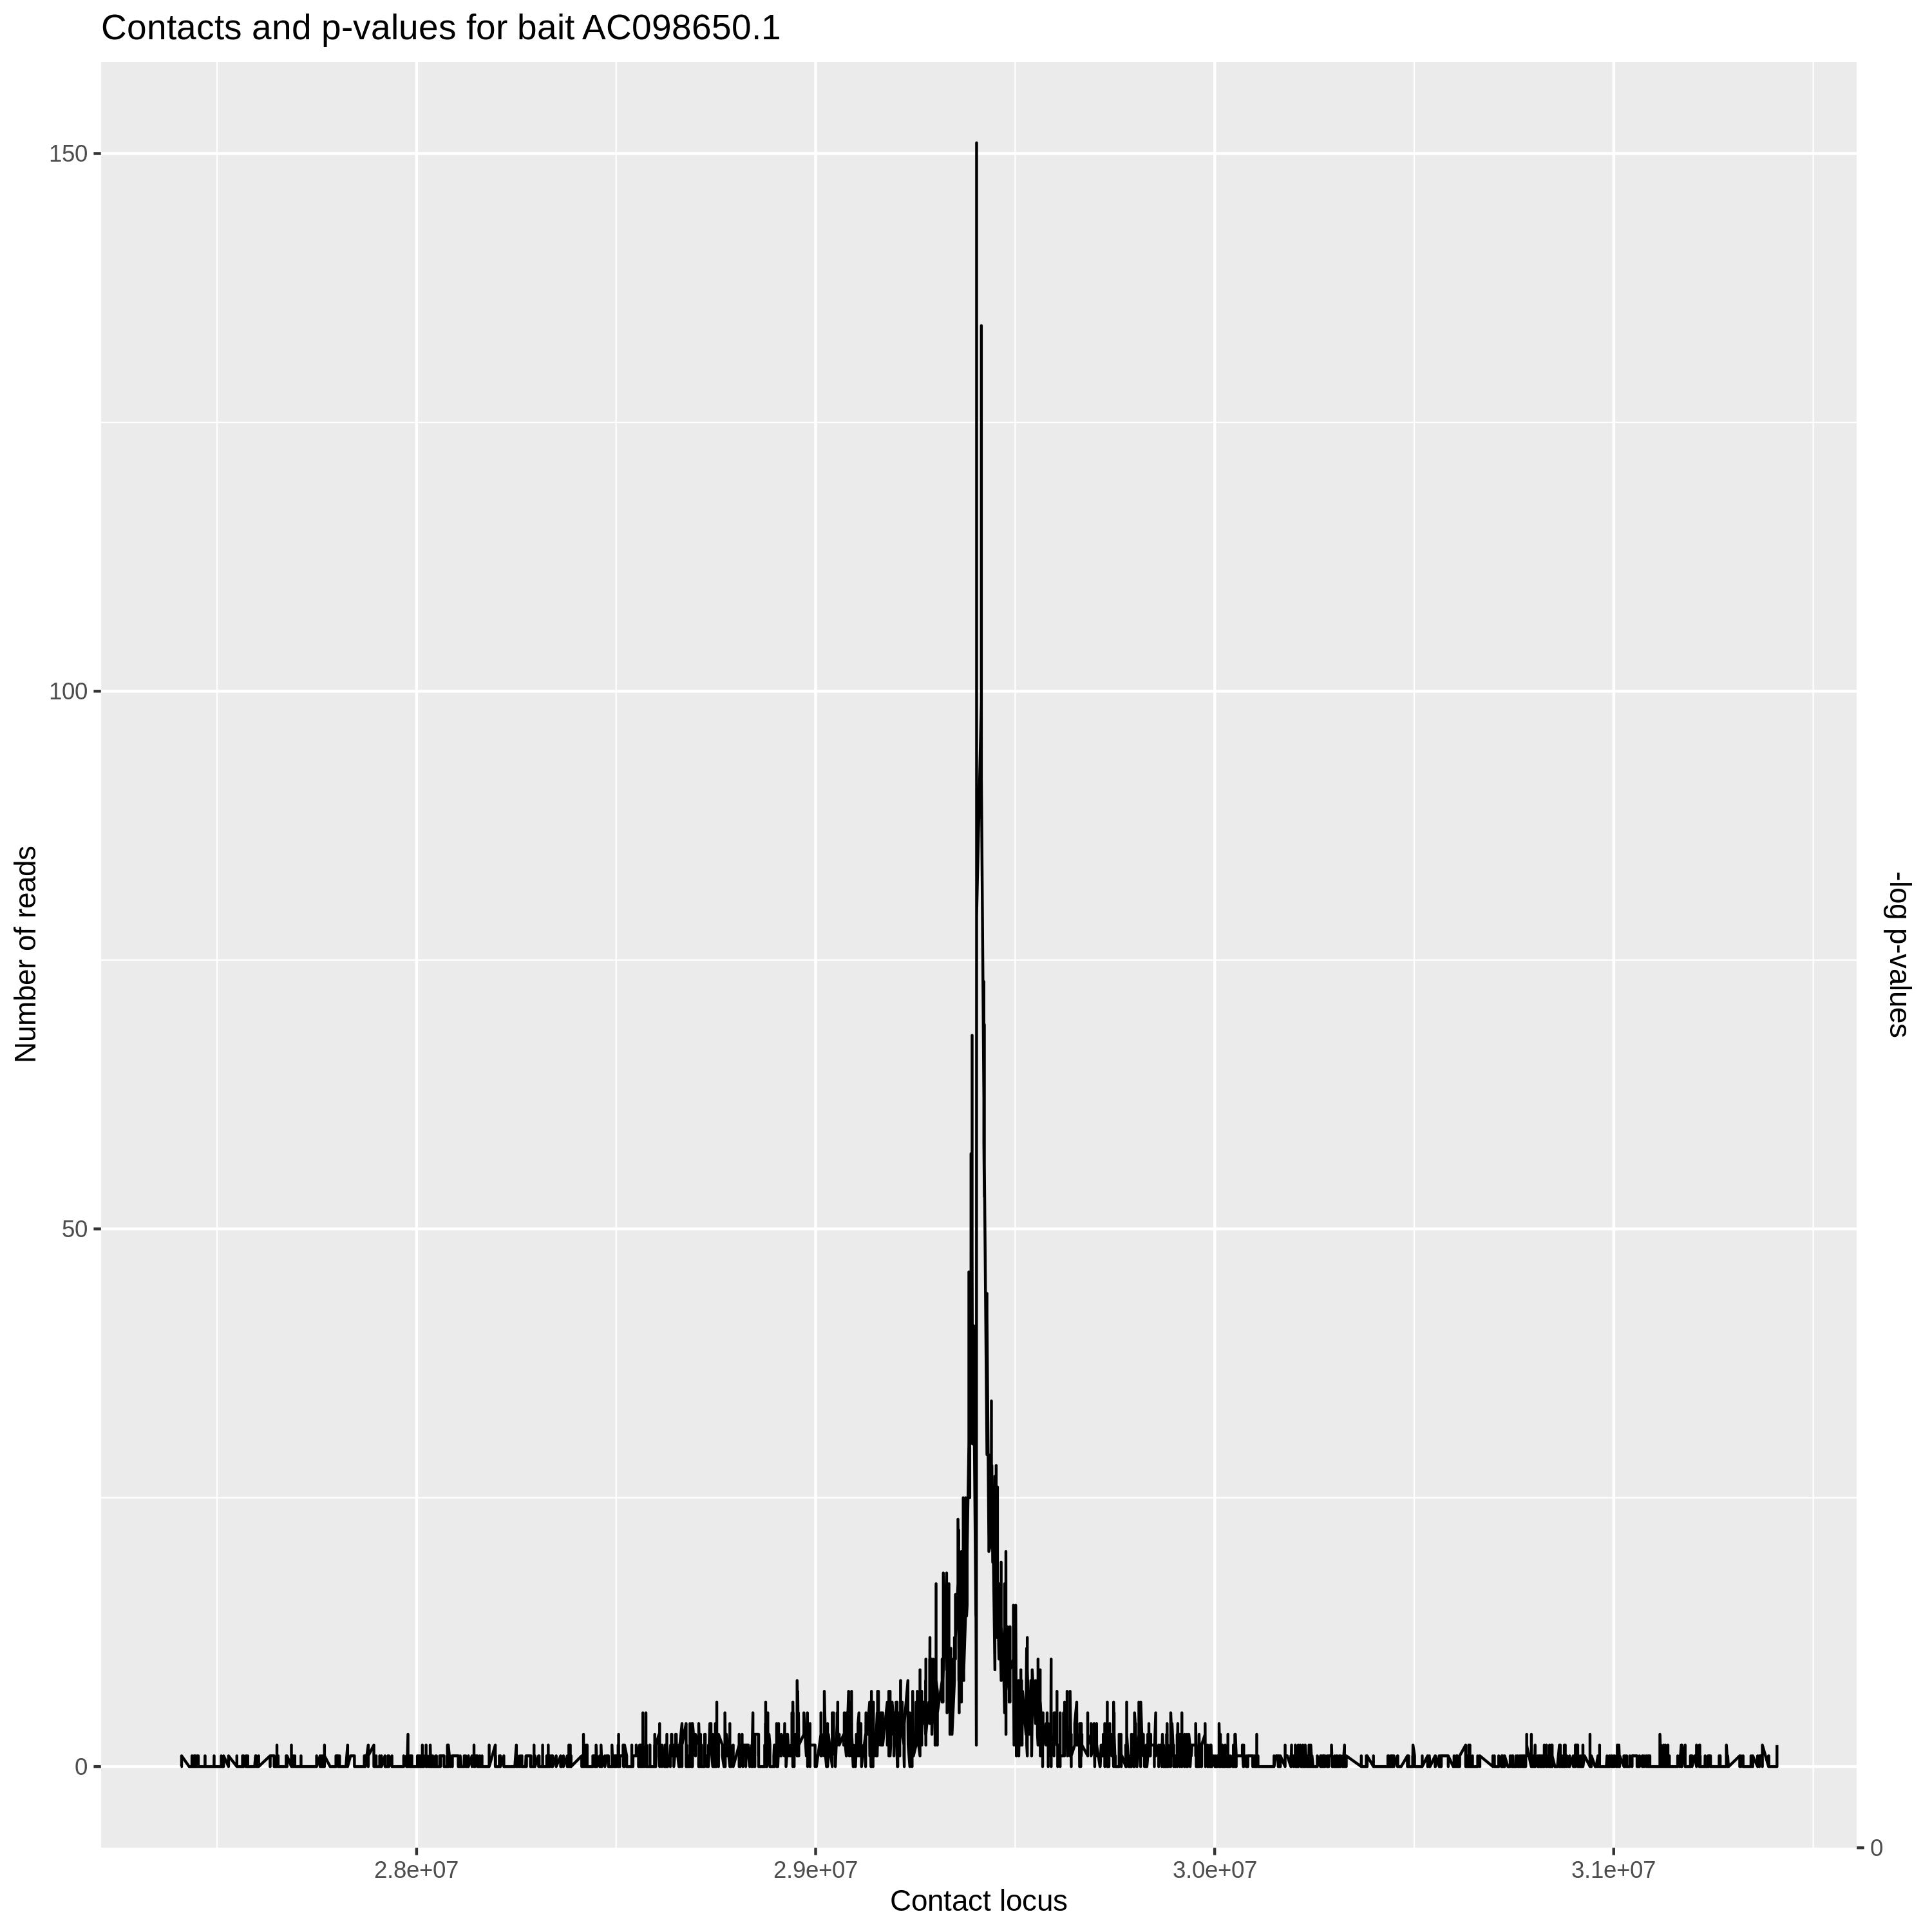 Contacts and p-values for bait AC098650.1
150
100
50
0
Number of reads
-log p-values
0
2.8e+07
2.9e+07
3.0e+07
3.1e+07
Contact locus